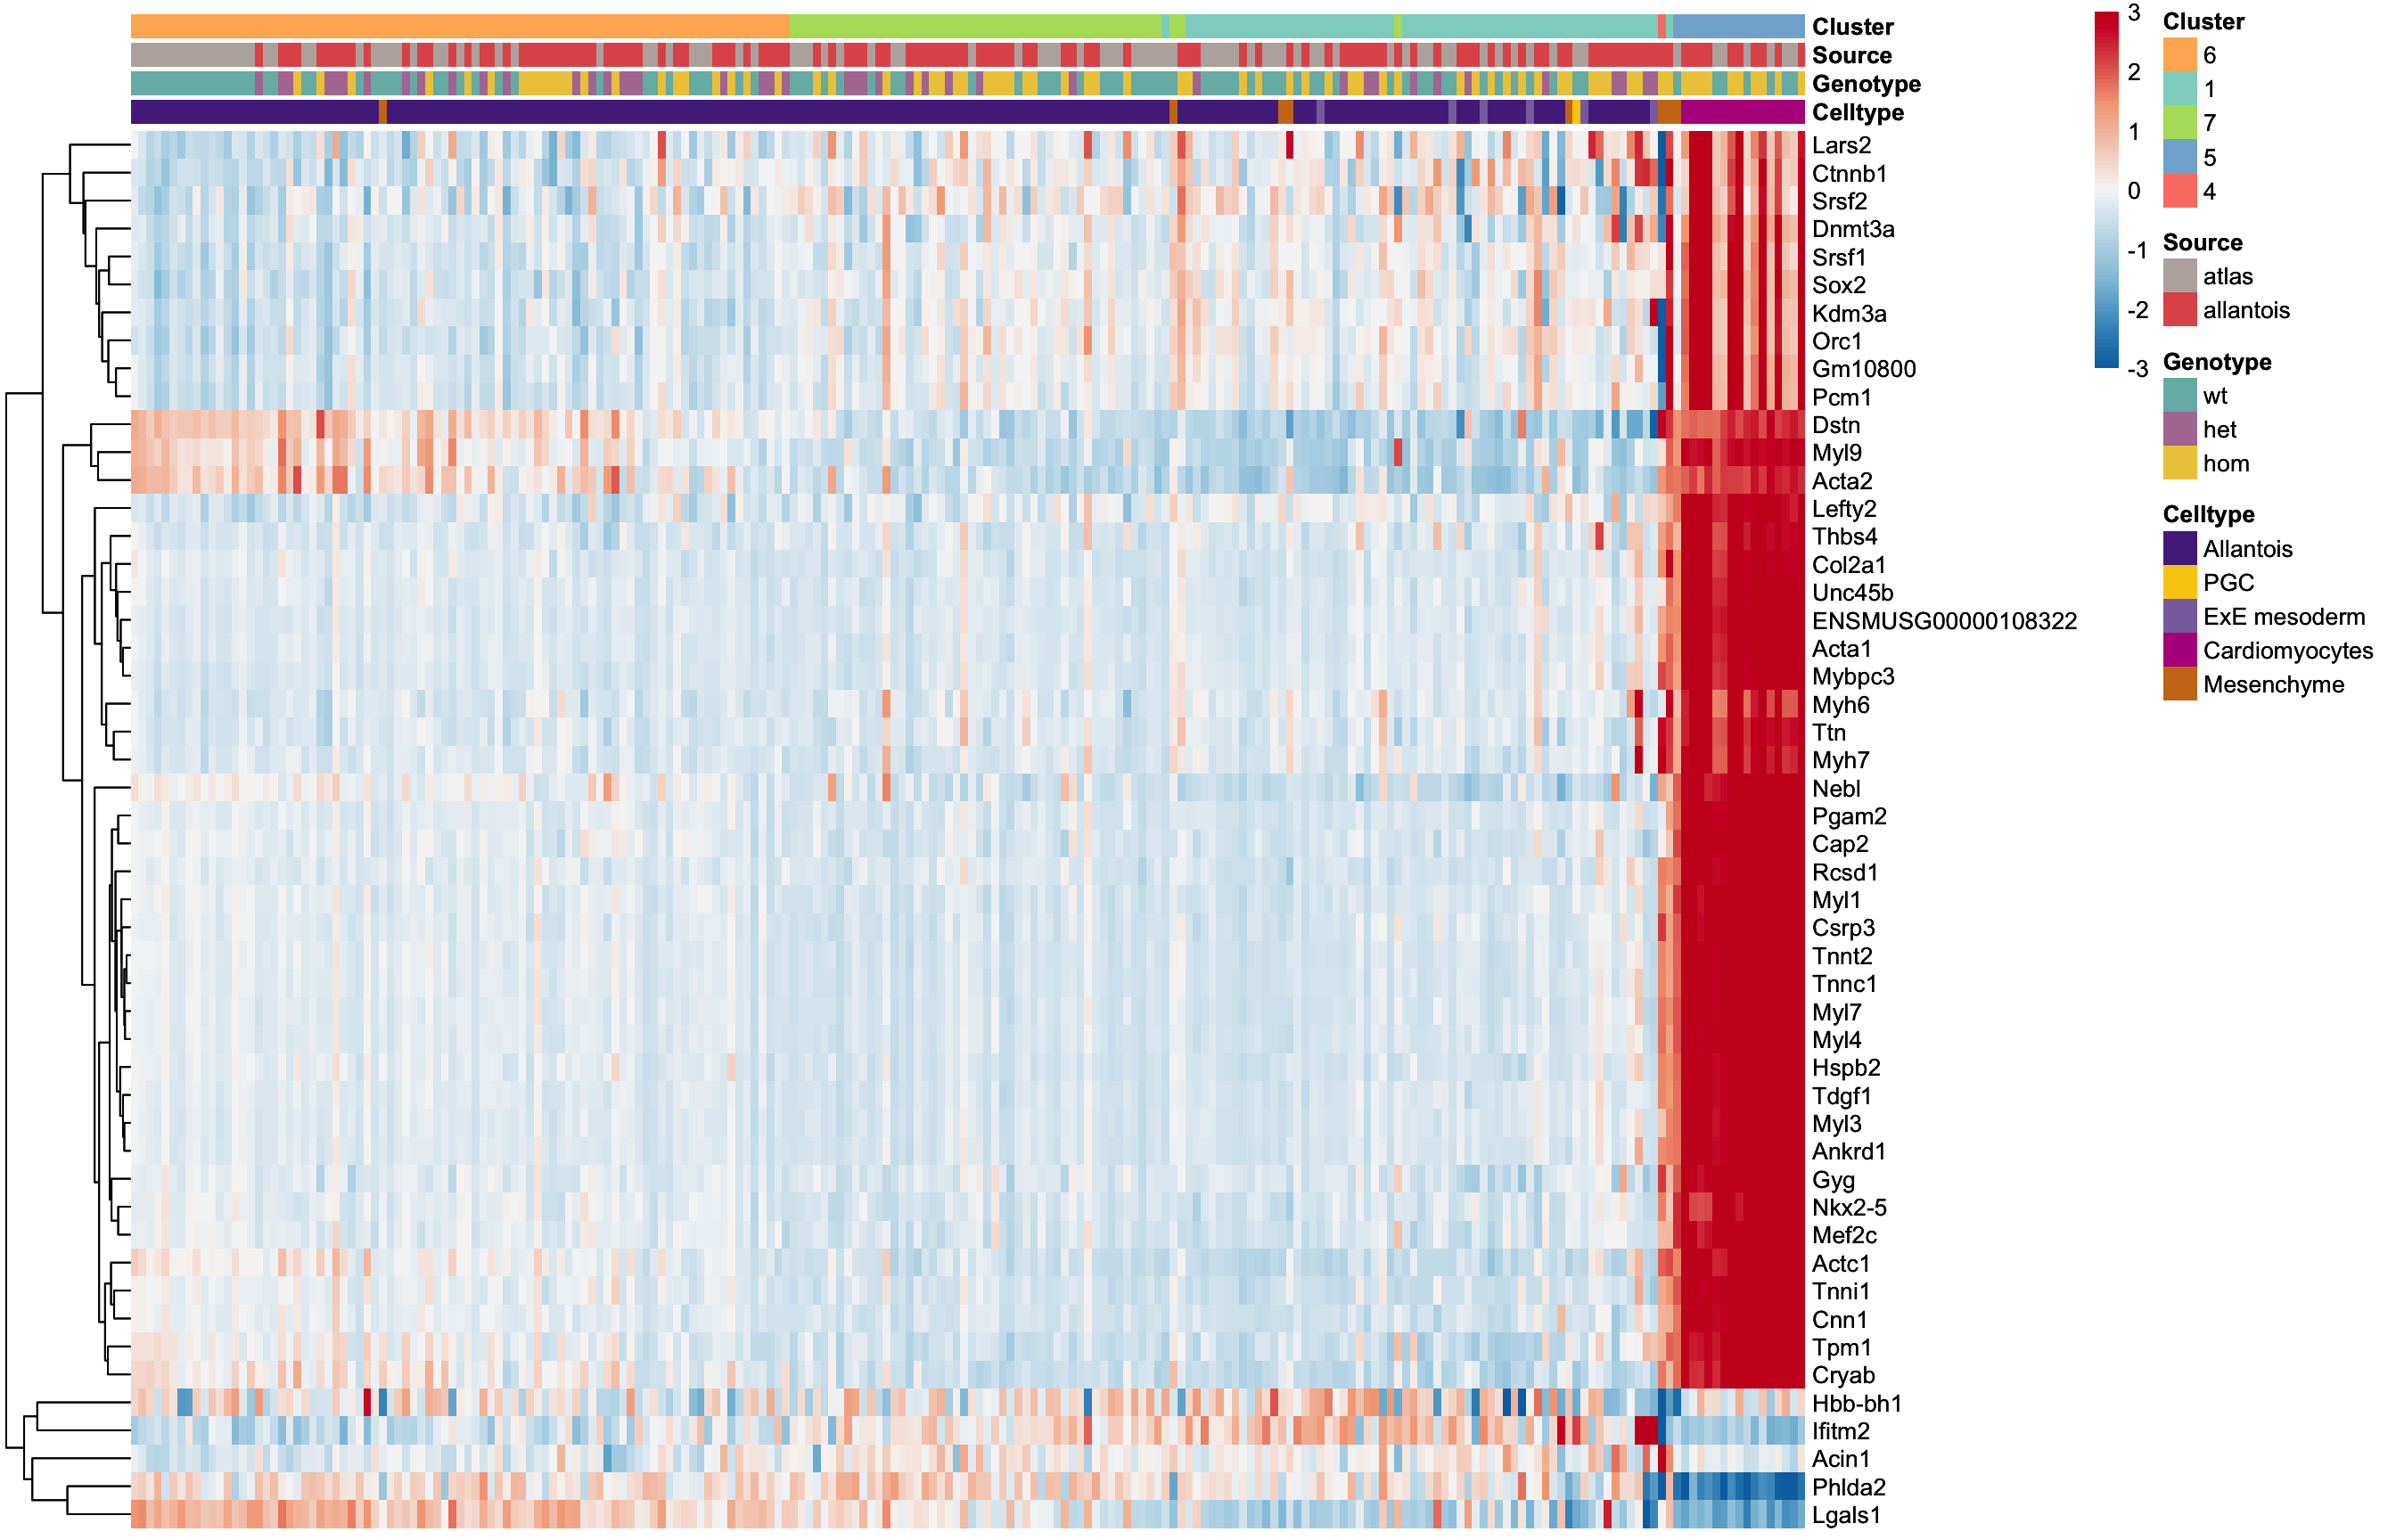 Cluster
Source
Genotype
Celltype
Lars2
Ctnnb1
Srsf2
Dnmt3a
Srsf1
Sox2
Kdm3a
Orc1
Gm10800
Pcm1
Dstn
Myl9
Acta2
Lefty2
Thbs4
Col2a1
Unc45b
ENSMUSG00000108322
Acta1
Mybpc3
Myh6
Ttn
Myh7
Nebl
Pgam2
Cap2
Rcsd1
Myl1
Csrp3
Tnnt2
Tnnc1
Myl7
Myl4
Hspb2
Tdgf1
Myl3
Ankrd1
Gyg
Nkx2-5
Mef2c
Actc1
Tnni1
Cnn1
Tpm1
Cryab
Hbb-bh1
Ifitm2
Acin1
Phlda2
Lgals1
3
2
1
0
-1
-2
-3
Cluster
6
1
7
5
4
Source
atlas
allantois
Genotype
wt
het
hom
Celltype
Allantois
PGC
ExE mesoderm
Cardiomyocytes
Mesenchyme